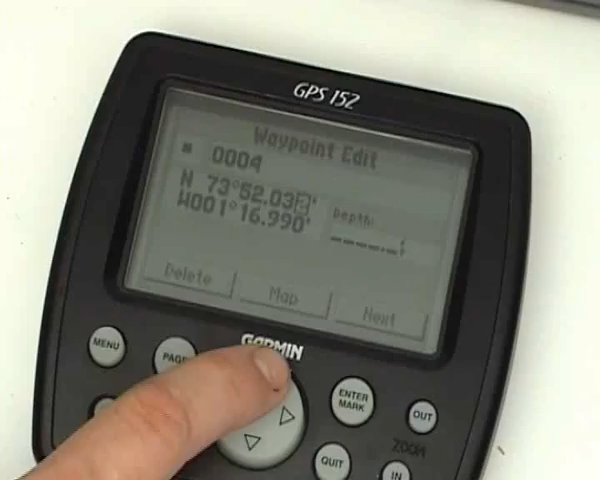 GPS 152
Waypoint Edit
0004
N 73°52.032'
W001°16.990'
Depth:
Delete
Map
Next
GARMIN
MENU
PAGE
ENTER
MARK
OUT
ZOOM
QUIT
IN